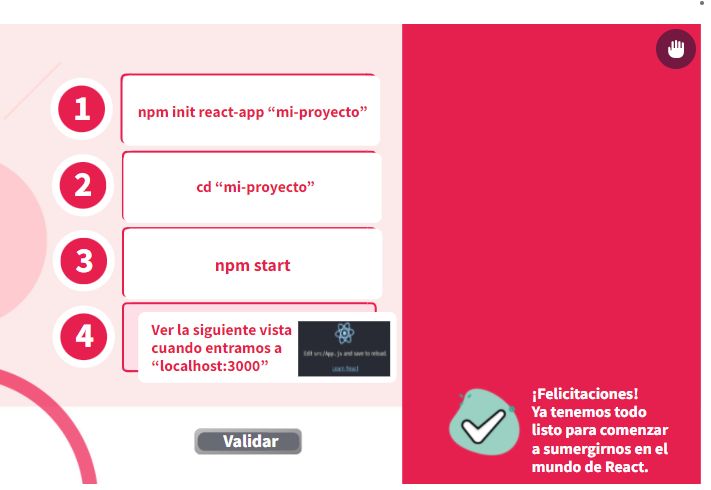 1
npm init react-app “mi-proyecto”
2
cd “mi-proyecto”
3
npm start
4
Ver la siguiente vista
cuando entramos a
“localhost:3000”
Edit src/App.js and save to reload.
Learn React
Validar
¡Felicitaciones!
Ya tenemos todo
listo para comenzar
a sumergirnos en el
mundo de React.